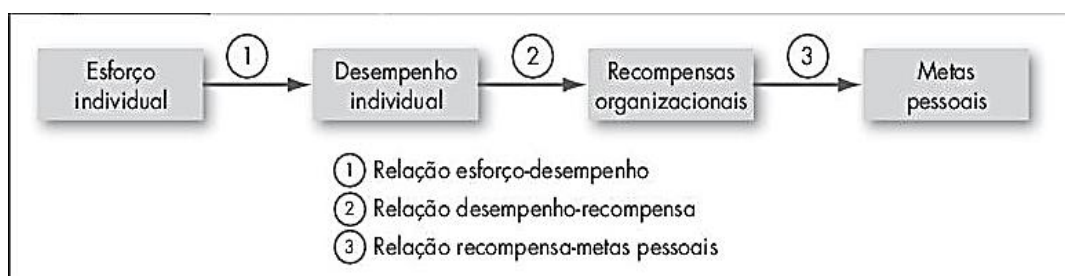 Esforço
individual
1
Desempenho
individual
2
Recompensas
organizacionais
3
Metas
pessoais
1 Relação esforço-desempenho
2 Relação desempenho-recompensa
3 Relação recompensa-metas pessoais